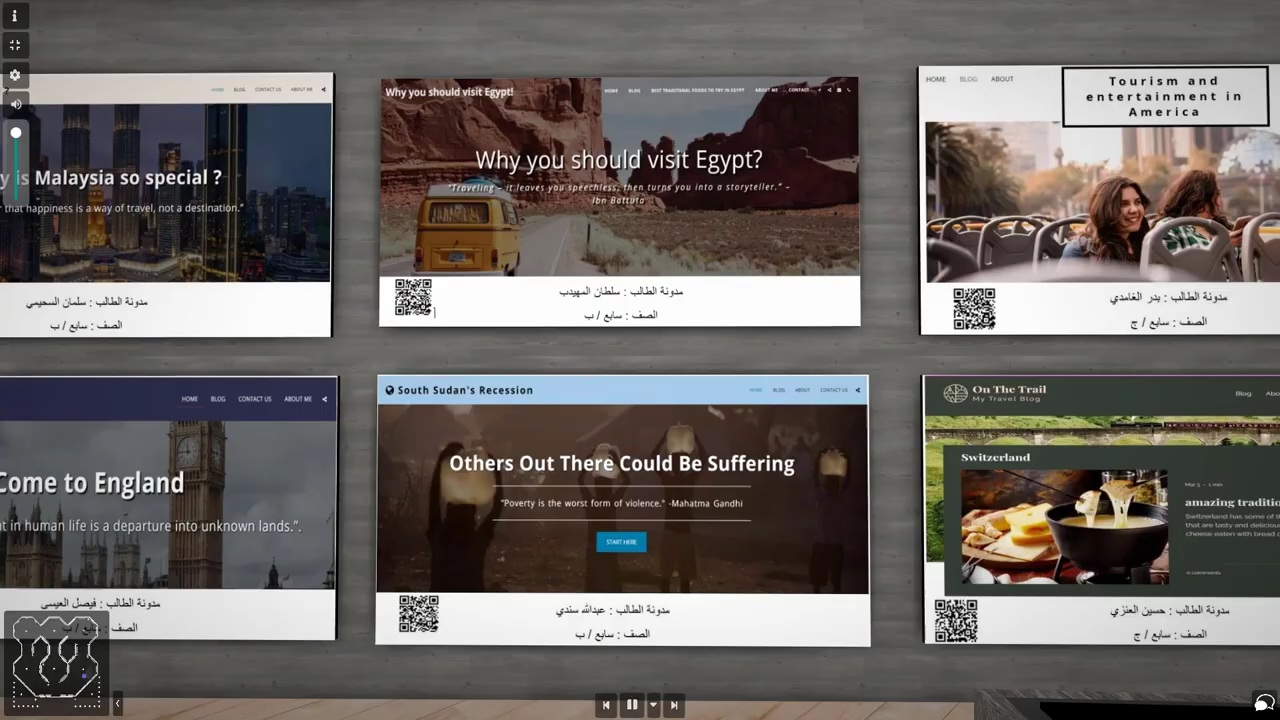 HOME BLOG CONTACT US ABOUT ME
is Malaysia so special ?
that happiness is a way of travel, not a destination.”
مدونة الطالب : سلمان السحيمي
الصف : سابع / ب
Why you should visit Egypt!
HOME BLOG BEST TRADITIONAL FOODS TO TRY IN EGYPT ABOUT ME CONTACT
Why you should visit Egypt?
“Traveling – it leaves you speechless, then turns you into a storyteller.” –
Ibn Battuta
مدونة الطالب : سلطان المهيدب
الصف : سابع / ب
HOME BLOG ABOUT
Tourism and
entertainment in
America
مدونة الطالب : بدر الغامدي
الصف : سابع / ج
HOME BLOG CONTACT US ABOUT ME
Come to England
in human life is a departure into unknown lands.”.
مدونة الطالب : فيصل العيسى
الصف : سابع / ب
South Sudan's Recession
HOME BLOG ABOUT CONTACT US
Others Out There Could Be Suffering
“Poverty is the worst form of violence.” -Mahatma Gandhi
START HERE
مدونة الطالب : عبدالله سندي
الصف : سابع / ب
On The Trail
My Travel Blog
Blog
Switzerland
Mar 3 • 1 min
amazing
Switzerland has some of
that are tasty and
cheese eaten with bread
0 comments
مدونة الطالب : حسين العنزي
الصف : سابع / ج